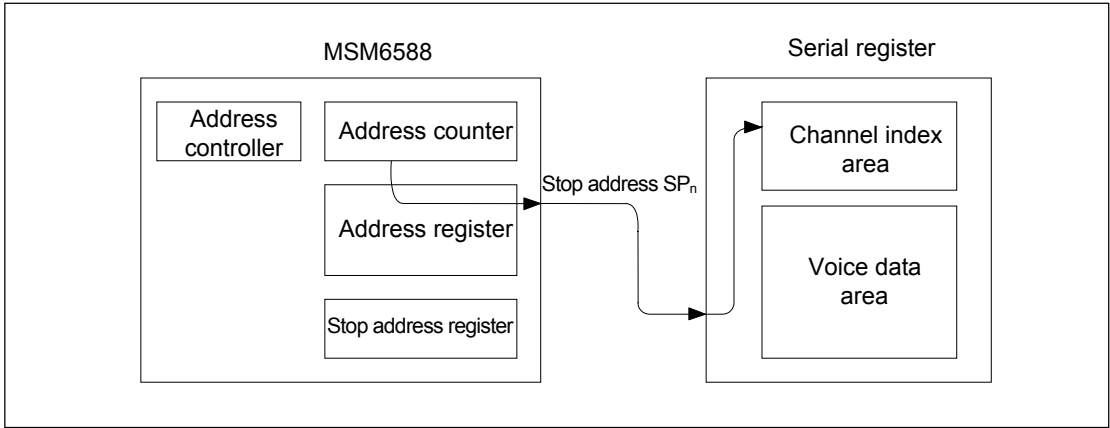 MSM6588
Serial register
Address
controller
Address counter
Channel index
area
Stop address SPₙ
Address register
Voice data
area
Stop address register